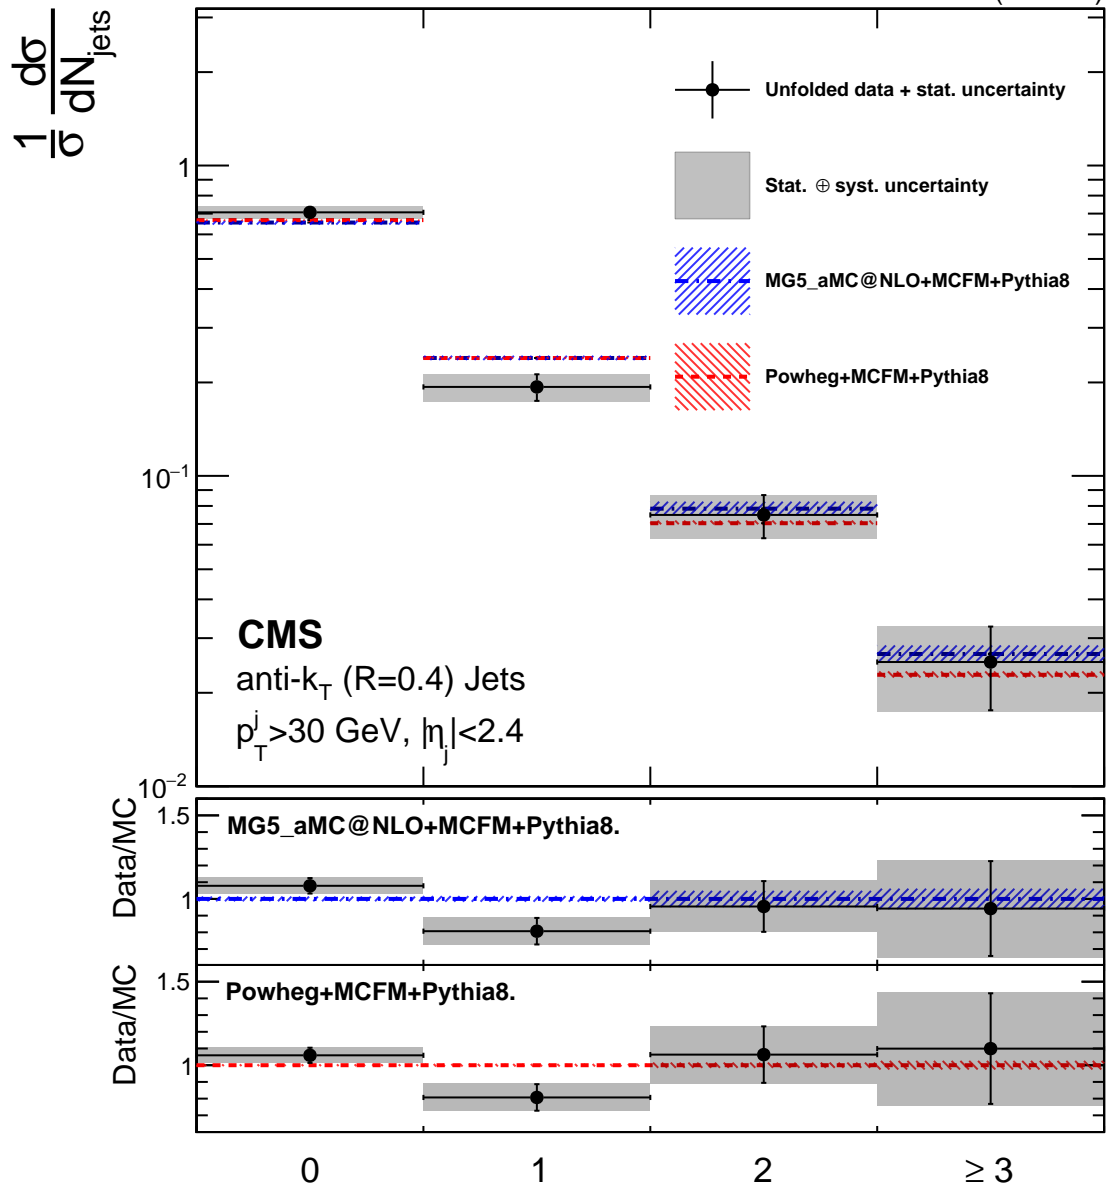 1/σ dσ/dN_jets
1
10⁻¹
10⁻²
Unfolded data + stat. uncertainty
Stat. ⊕ syst. uncertainty
MG5_aMC@NLO+MCFM+Pythia8
Powheg+MCFM+Pythia8
CMS
anti-k_T (R=0.4) Jets
p_T^j>30 GeV, |η_j|<2.4
Data/MC
1.5
1
MG5_aMC@NLO+MCFM+Pythia8.
Data/MC
1.5
1
Powheg+MCFM+Pythia8.
0 1 2 ≥ 3